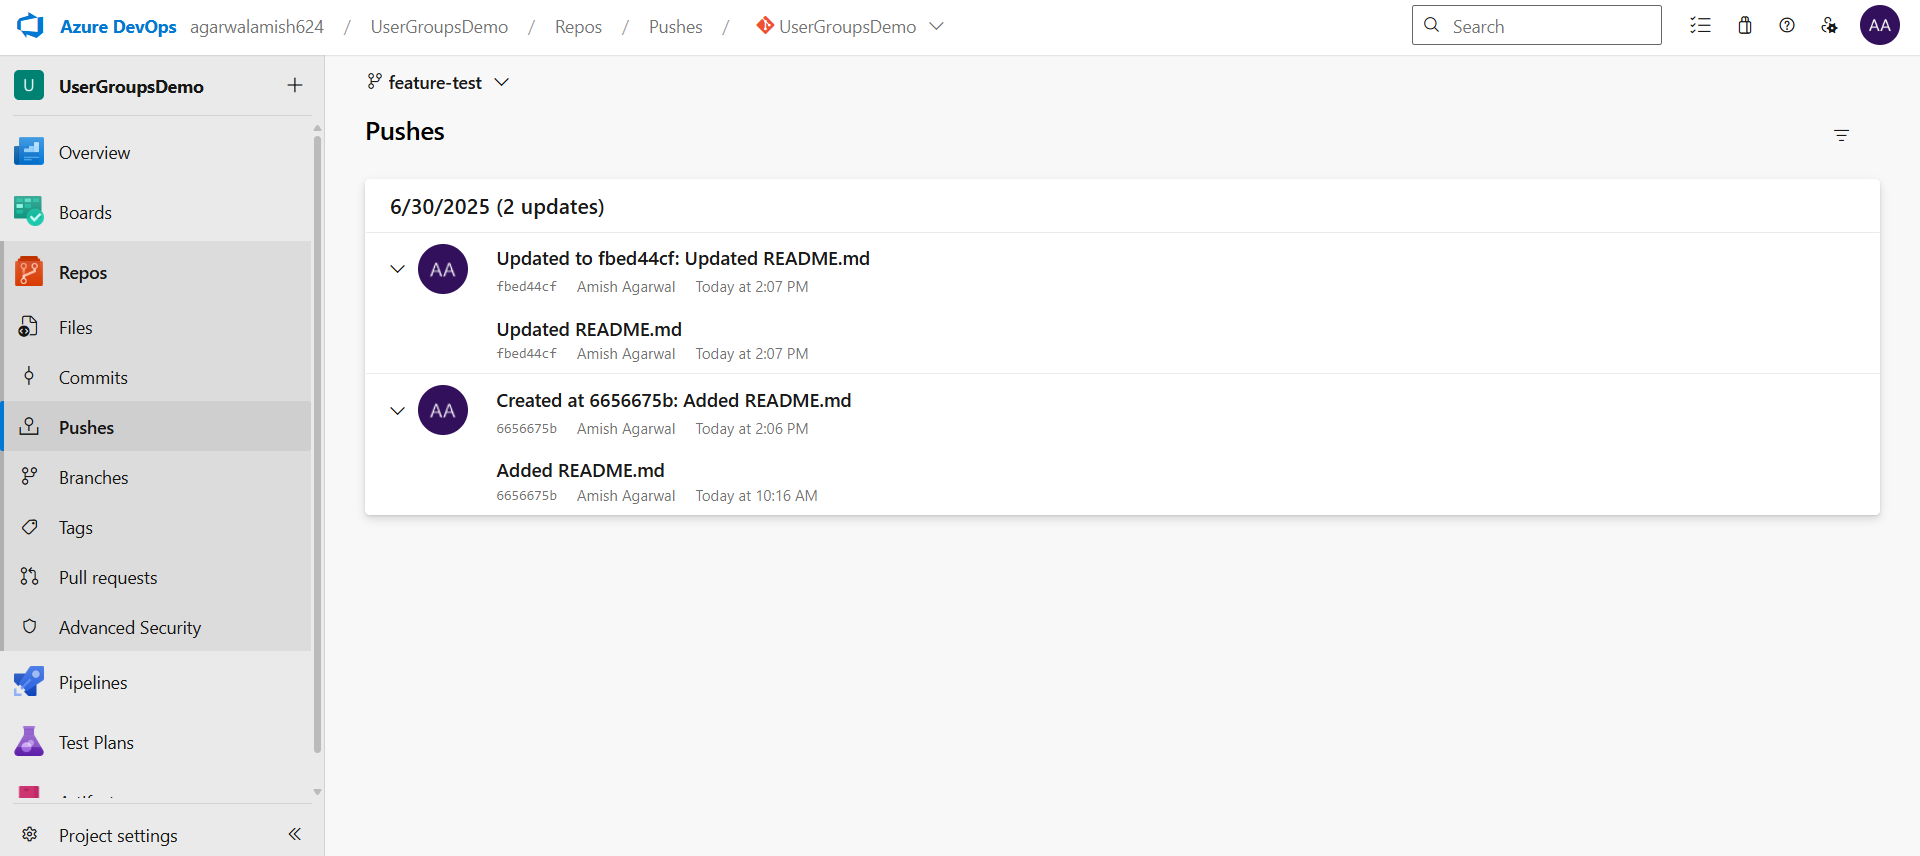 Azure DevOps agarwalamish624 / UserGroupsDemo / Repos / Pushes / UserGroupsDemo
Search
AA
U UserGroupsDemo
Overview
Boards
Repos
Files
Commits
Pushes
Branches
Tags
Pull requests
Advanced Security
Pipelines
Test Plans
Project settings
feature-test
Pushes
6/30/2025 (2 updates)
AA
Updated to fbed44cf: Updated README.md
fbed44cf Amish Agarwal Today at 2:07 PM
Updated README.md
fbed44cf Amish Agarwal Today at 2:07 PM
AA
Created at 6656675b: Added README.md
6656675b Amish Agarwal Today at 2:06 PM
Added README.md
6656675b Amish Agarwal Today at 10:16 AM